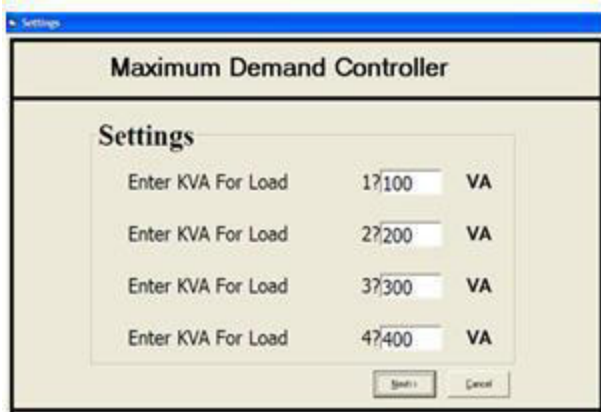 Settings
Maximum Demand Controller
Settings
Enter KVA For Load 1? 100 VA
Enter KVA For Load 2? 200 VA
Enter KVA For Load 3? 300 VA
Enter KVA For Load 4? 400 VA
Next>> Cancel